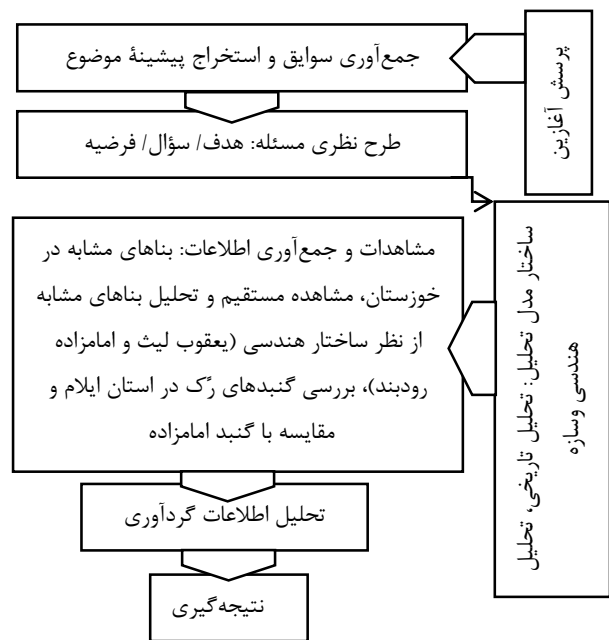 پرسش آغازین
جمع‌آوری سوابق و استخراج پیشینهٔ موضوع
طرح نظری مسئله: هدف/ سؤال/ فرضیه
ساختار مدل تحلیل: تحلیل تاریخی، تحلیل
هندسی وسازه
مشاهدات و جمع‌آوری اطلاعات: بناهای مشابه در
خوزستان، مشاهده مستقیم و تحلیل بناهای مشابه
از نظر ساختار هندسی (یعقوب لیث و امامزاده
رودبند)، بررسی گنبدهای رُک در استان ایلام و
مقایسه با گنبد امامزاده
تحلیل اطلاعات گردآوری
نتیجه‌گیری